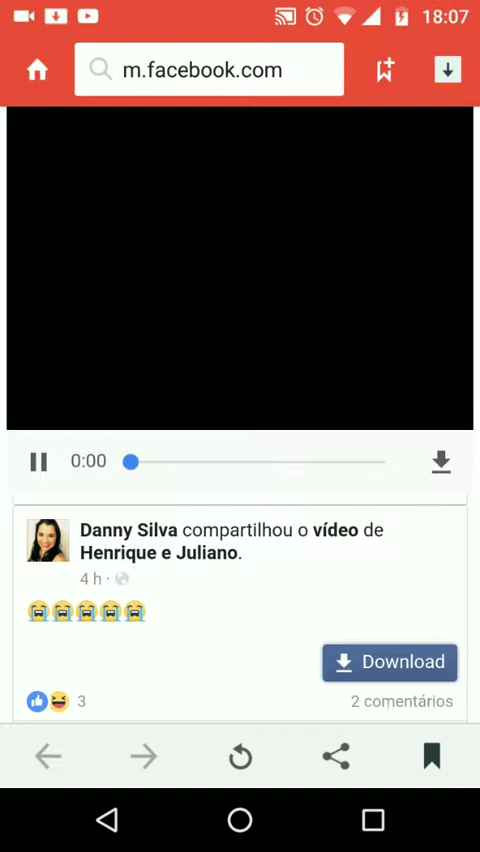 18:07
m.facebook.com
0:00
Danny Silva compartilhou o vídeo de
Henrique e Juliano.
4 h ·
😭😭😭😭😭
Download
3
2 comentários